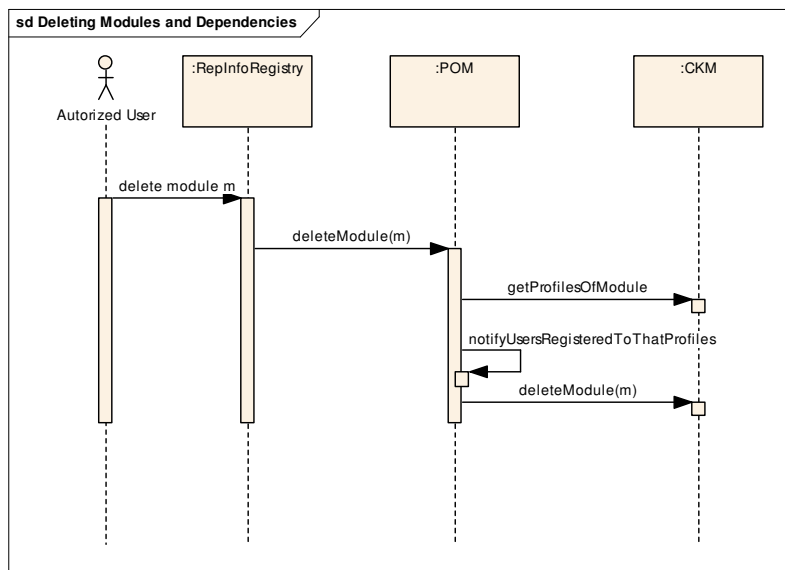 sd Deleting Modules and Dependencies
Autorized User
:RepInfoRegistry
:POM
:CKM
delete module m
deleteModule(m)
getProfilesOfModule
notifyUsersRegisteredToThatProfiles
deleteModule(m)